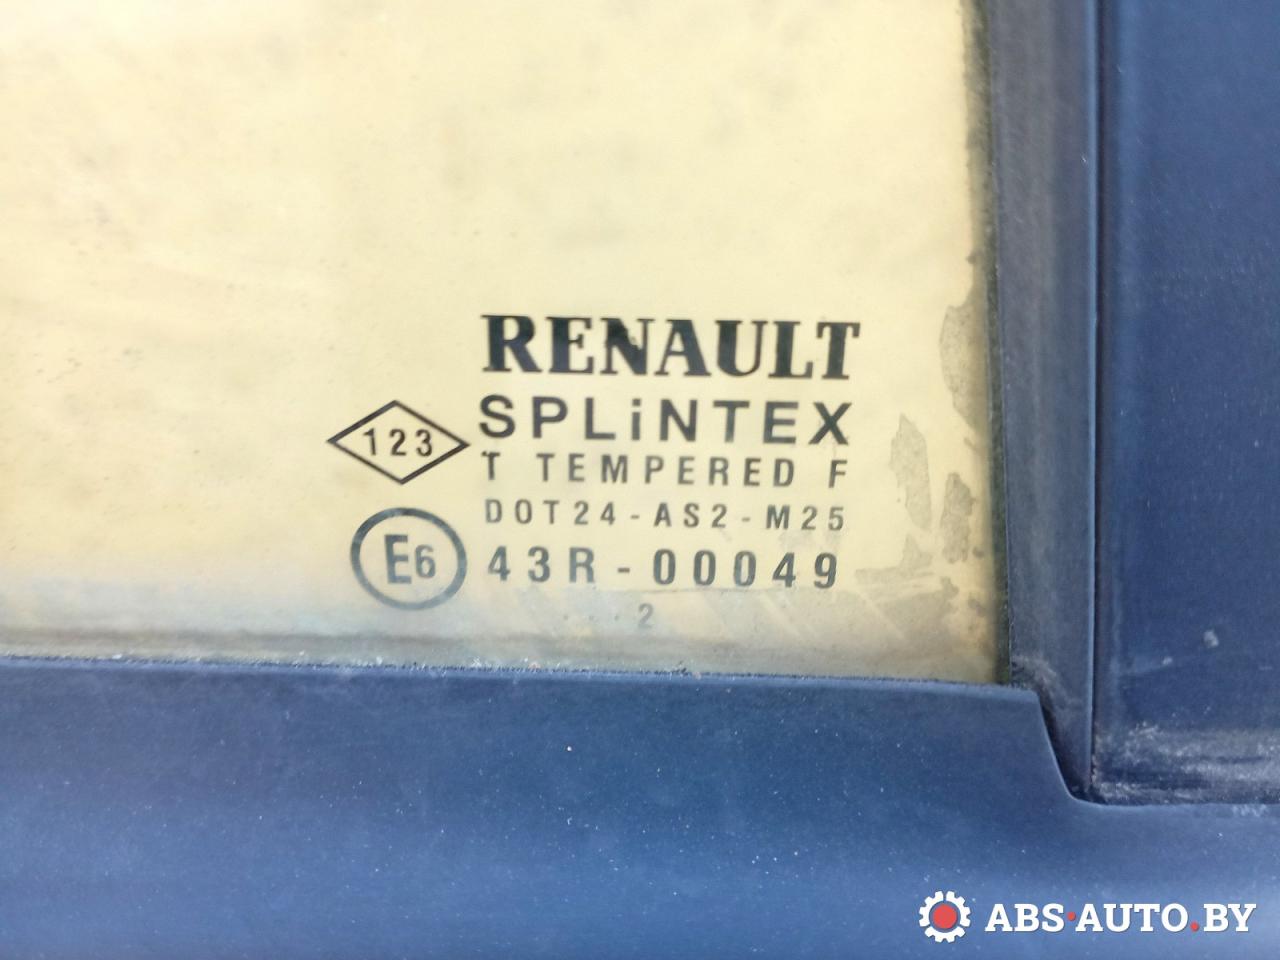 RENAULT
SPLiNTEX
123
T TEMPERED F
DOT24-AS2-M25
E6 43R-00049
. . . 2
ABS·AUTO.BY